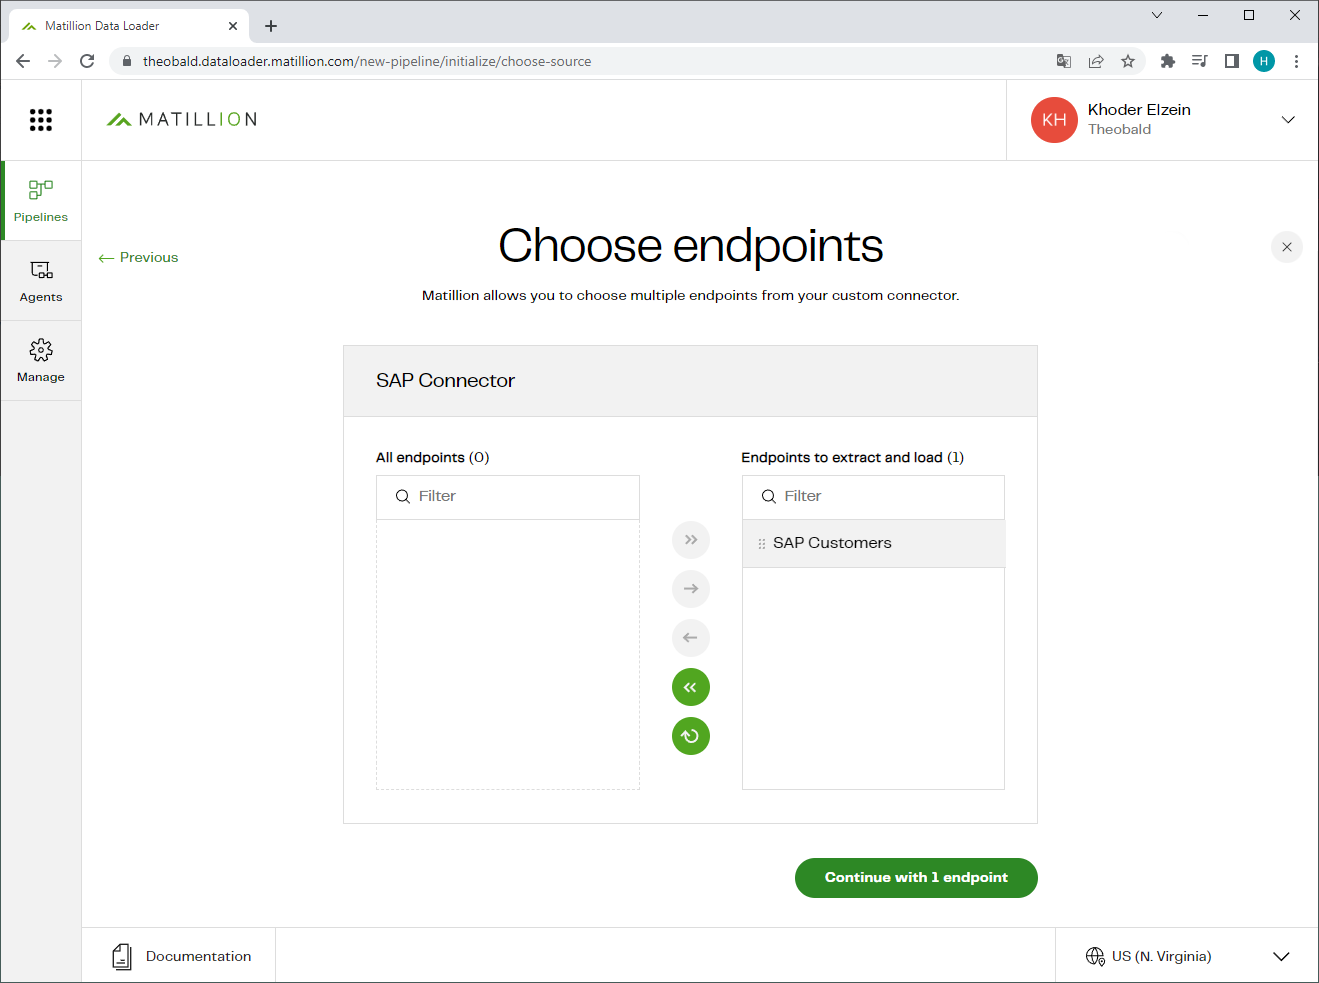 Matillion Data Loader
theobald.dataloader.matillion.com/new-pipeline/initialize/choose-source
H
MATILLION
KH
Khoder Elzein
Theobald
Pipelines
Agents
Manage
← Previous
Choose endpoints
Matillion allows you to choose multiple endpoints from your custom connector.
SAP Connector
All endpoints (0)
Filter
Endpoints to extract and load (1)
Filter
SAP Customers
Continue with 1 endpoint
Documentation
US (N. Virginia)